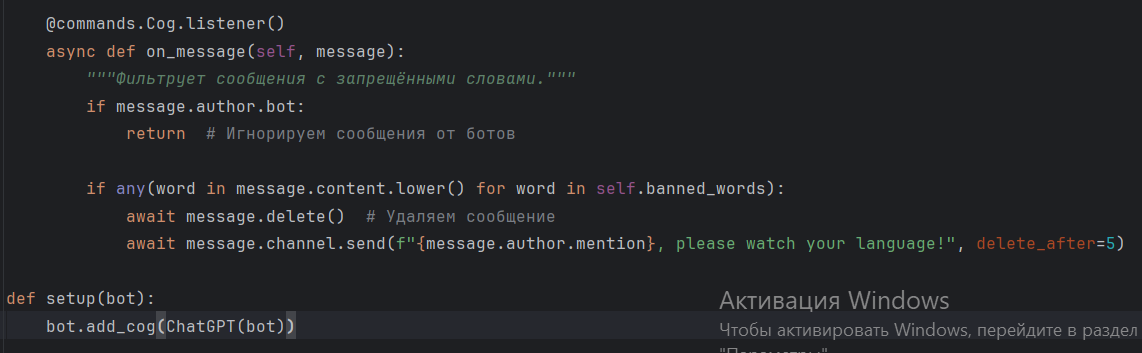 @commands.Cog.listener()
async def on_message(self, message):
"""Фильтрует сообщения с запрещёнными словами."""
if message.author.bot:
return  # Игнорируем сообщения от ботов
if any(word in message.content.lower() for word in self.banned_words):
await message.delete()  # Удаляем сообщение
await message.channel.send(f"{message.author.mention}, please watch your language!", delete_after=5)
def setup(bot):
bot.add_cog(ChatGPT(bot))
Активация Windows
Чтобы активировать Windows, перейдите в раздел
"Параметры".